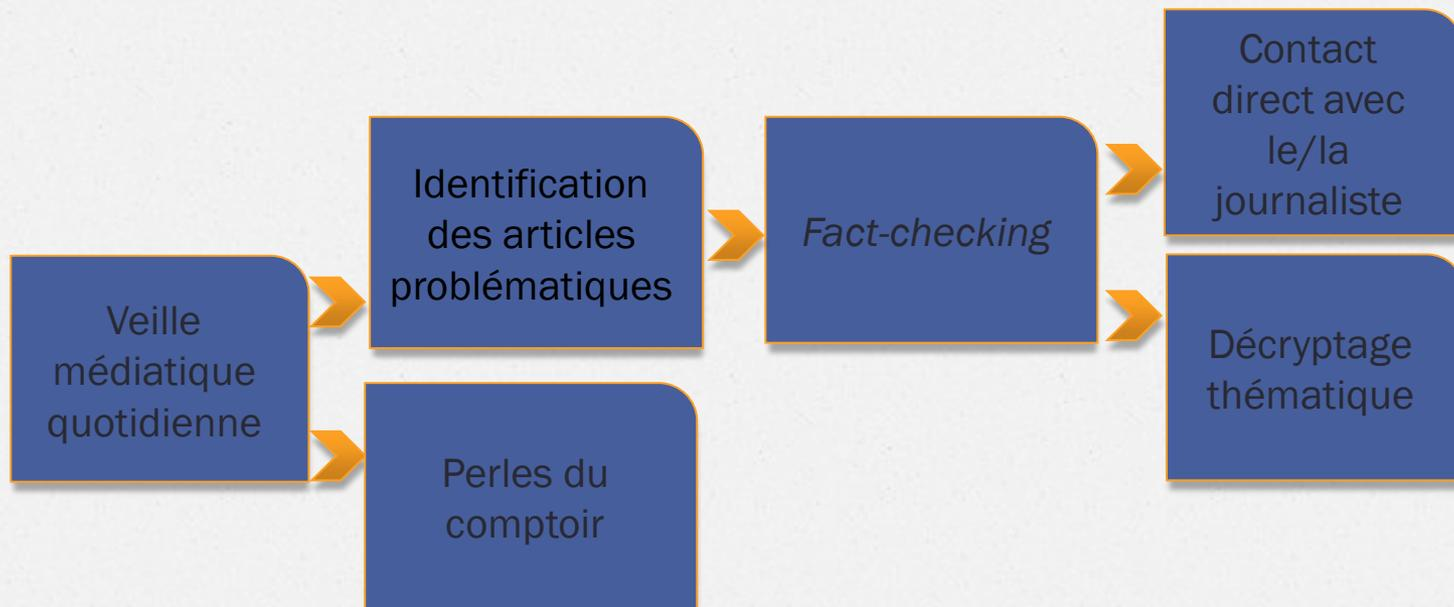 Veille
médiatique
quotidienne
Identification
des articles
problématiques
Perles du
comptoir
Fact-checking
Contact
direct avec
le/la
journaliste
Décryptage
thématique